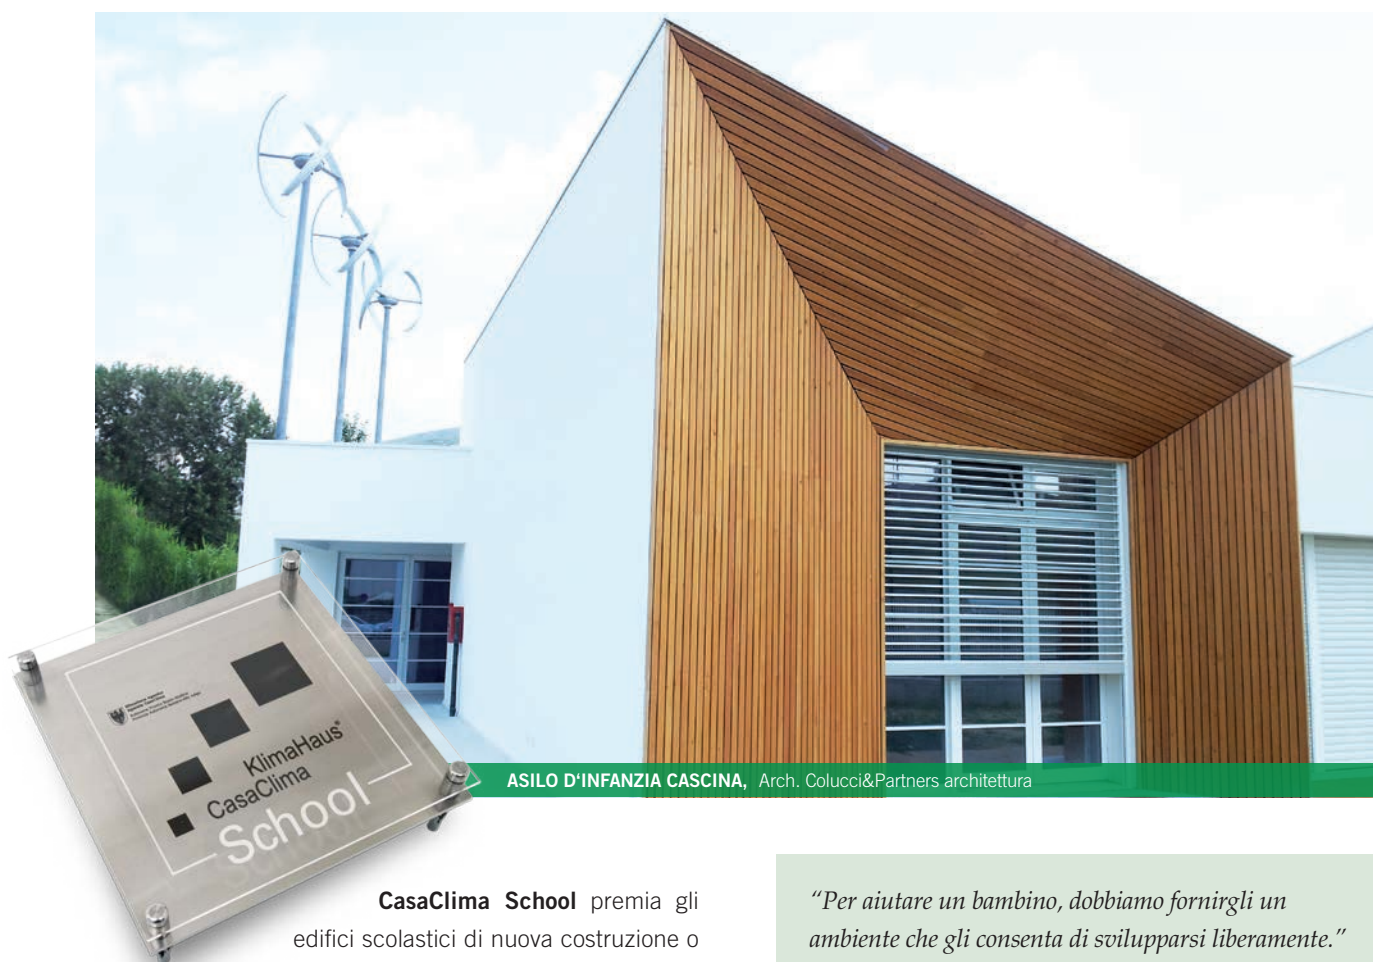 ASILO D‘INFANZIA CASCINA, Arch. Colucci&Partners architettura
KlimaHaus®
CasaClima
School
CasaClima School premia gli
edifici scolastici di nuova costruzione o
“Per aiutare un bambino, dobbiamo fornirgli un
ambiente che gli consenta di svilupparsi liberamente.”